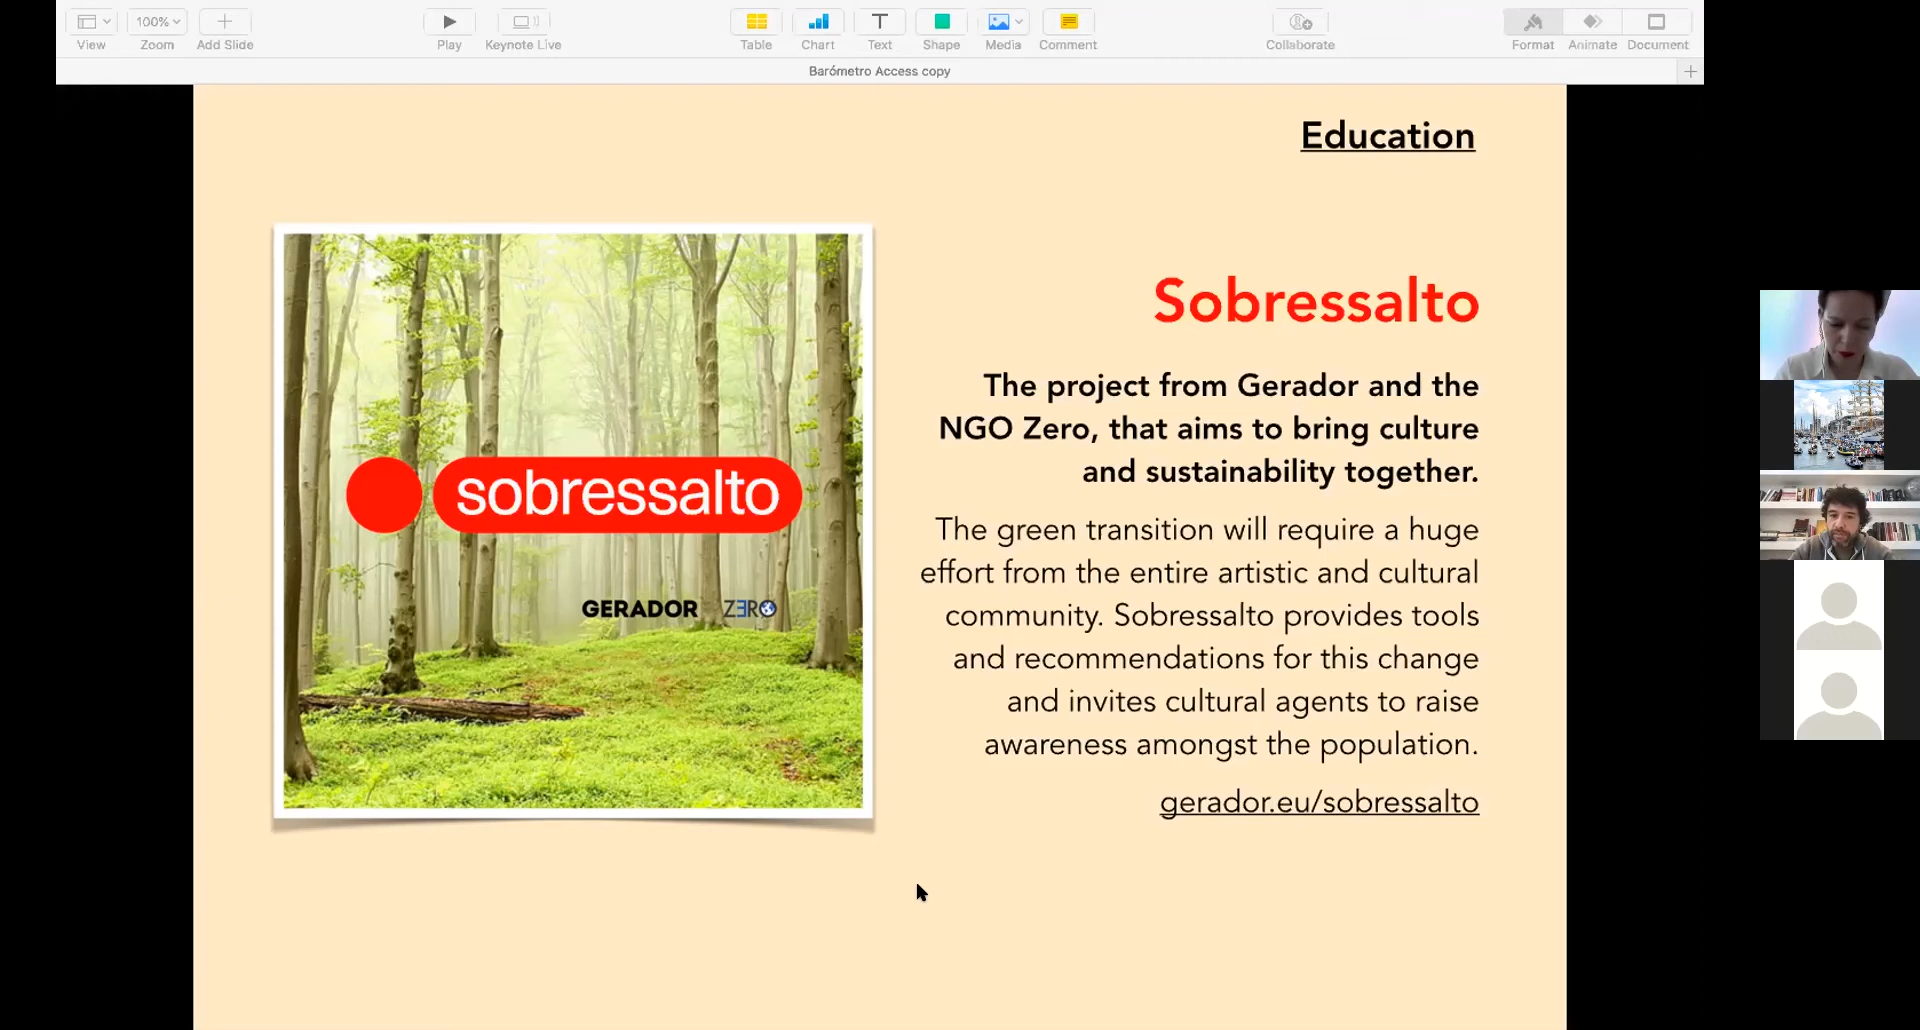 100%
View
Zoom
Add Slide
Play
Keynote Live
Table
Chart
Text
Shape
Media
Comment
Collaborate
Format
Animate
Document
Barómetro Access copy
Education
sobressalto
GERADOR
ZERO
Sobressalto
The project from Gerador and the
NGO Zero, that aims to bring culture
and sustainability together.
The green transition will require a huge
effort from the entire artistic and cultural
community. Sobressalto provides tools
and recommendations for this change
and invites cultural agents to raise
awareness amongst the population.
gerador.eu/sobressalto